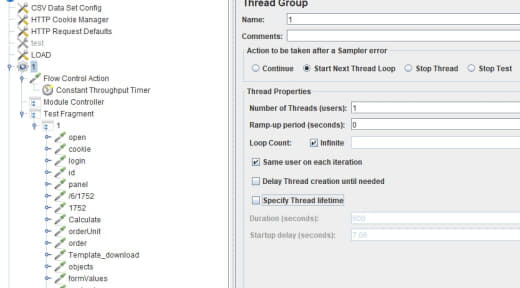 CSV Data Set Config
HTTP Cookie Manager
HTTP Request Defaults
test
LOAD
1
Flow Control Action
Constant Throughput Timer
Module Controller
Test Fragment
1
open
cookie
login
id
panel
/6/1752
1752
Calculate
orderUnit
order
Template_download
objects
formValues
Thread Group
Name: 1
Comments:
Action to be taken after a Sampler error
Continue Start Next Thread Loop Stop Thread Stop Test
Thread Properties
Number of Threads (users): 1
Ramp-up period (seconds): 0
Loop Count: Infinite
Same user on each iteration
Delay Thread creation until needed
Specify Thread lifetime
Duration (seconds): 600
Startup delay (seconds):